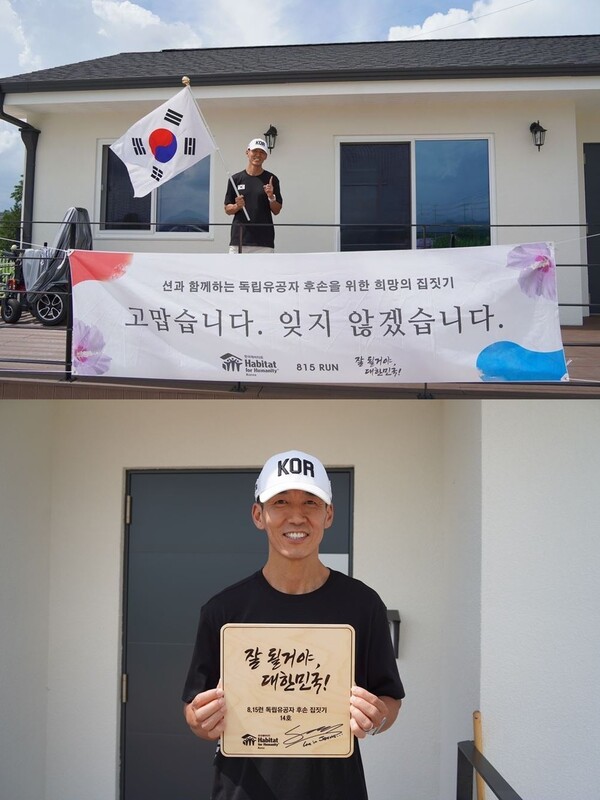 KOR
션과 함께하는 독립유공자 후손을 위한 희망의 집짓기
고맙습니다. 잊지 않겠습니다.
Habitat
for Humanity
Korea
815 RUN
잘 될거야,
대한민국!
KOR
잘 될거야,
대한민국!
8.15런 독립유공자 후손 집짓기
14호
Habitat
for Humanity
Korea